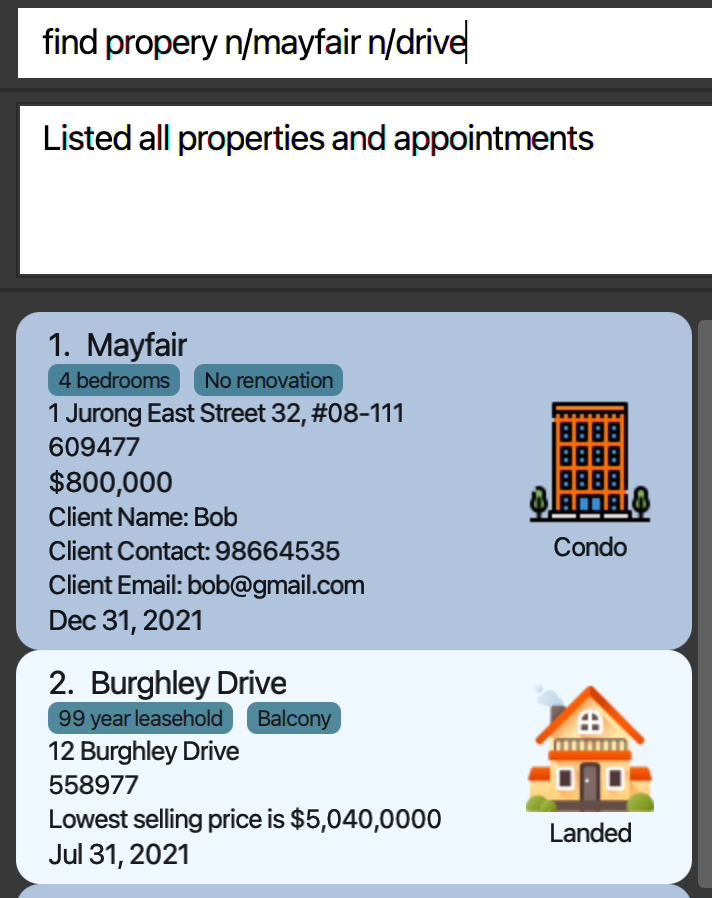 find propery n/mayfair n/drive
Listed all properties and appointments
1. Mayfair
4 bedrooms No renovation
1 Jurong East Street 32, #08-111
609477
$800,000
Client Name: Bob
Client Contact: 98664535
Client Email: bob@gmail.com
Dec 31, 2021
Condo
2. Burghley Drive
99 year leasehold Balcony
12 Burghley Drive
558977
Lowest selling price is $5,040,0000
Jul 31, 2021
Landed